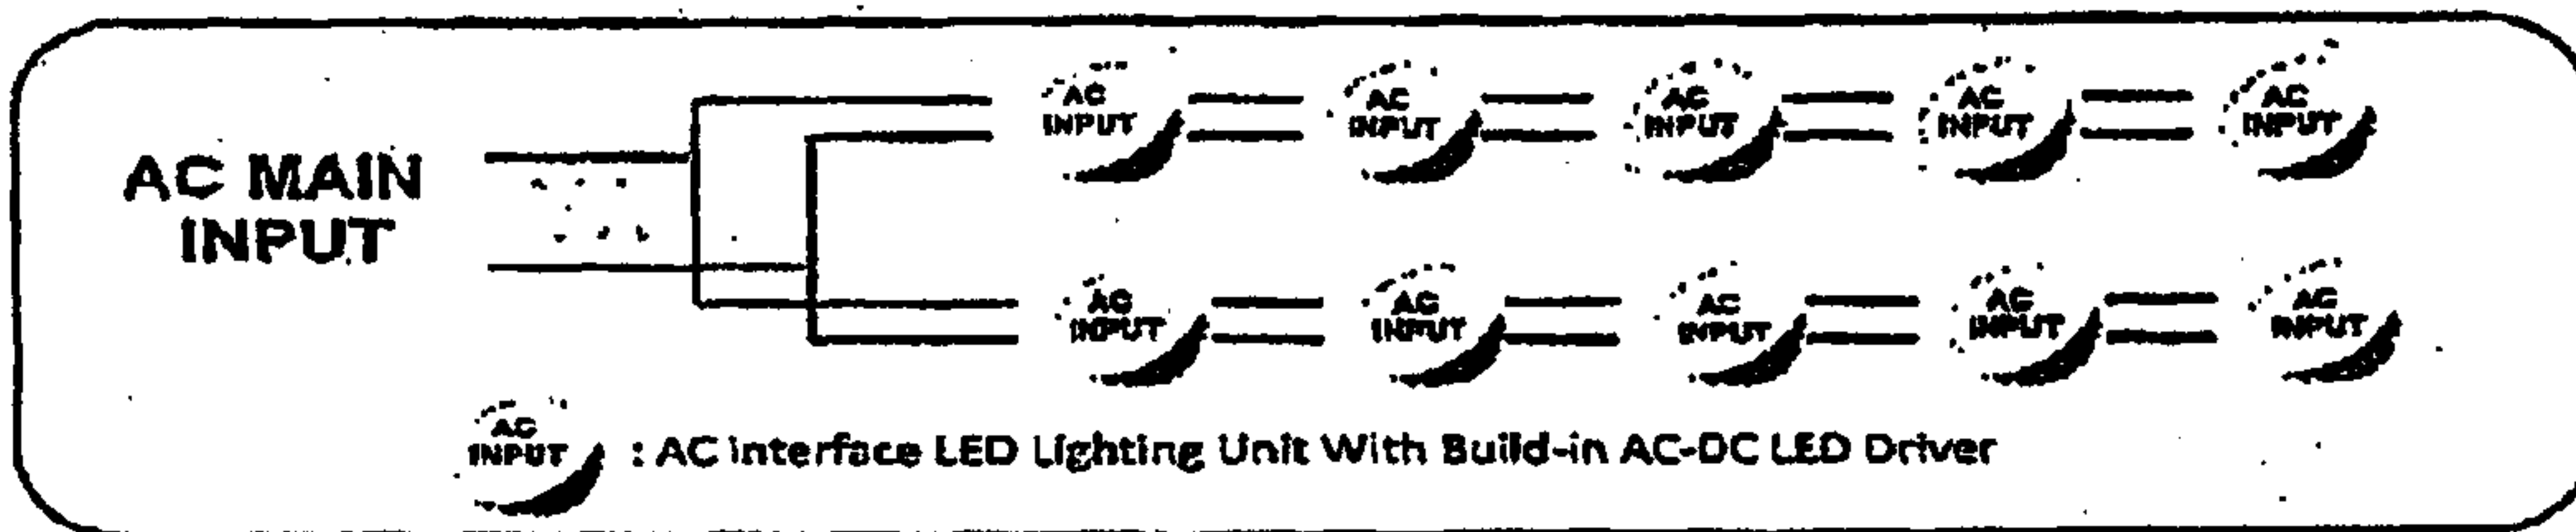 AC AC AC AC AC
INPUT INPUT INPUT INPUT INPUT
AC MAIN
INPUT
AC AC AC AC AC
INPUT INPUT INPUT INPUT INPUT
AC
INPUT : AC Interface LED Lighting Unit With Build-in AC-DC LED Driver